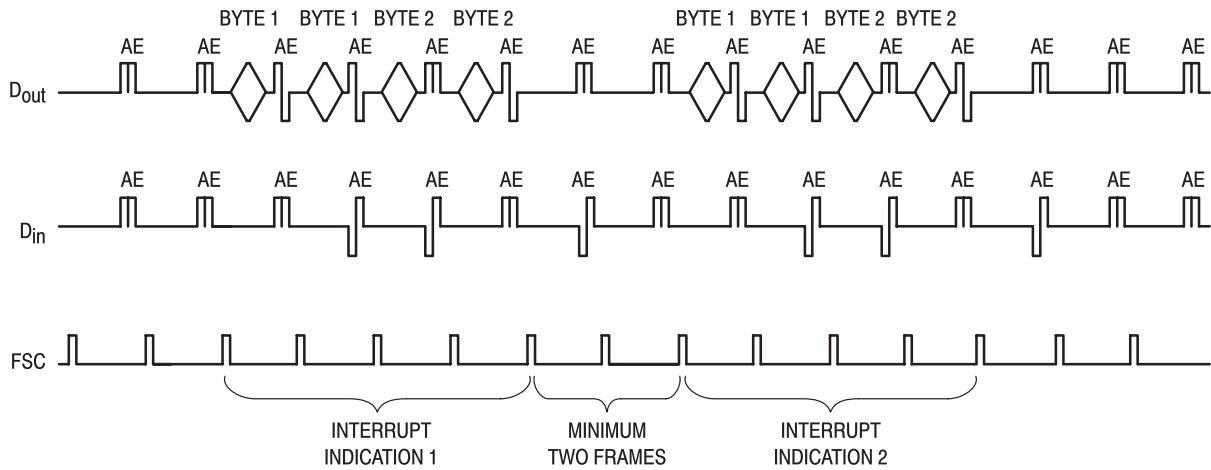 BYTE 1 BYTE 1 BYTE 2 BYTE 2 BYTE 1 BYTE 1 BYTE 2 BYTE 2
AE AE AE AE AE AE AE AE AE AE AE AE AE AE AE
Dout
AE AE AE AE AE AE AE AE AE AE AE AE AE AE AE
Din
FSC
INTERRUPT
INDICATION 1
MINIMUM
TWO FRAMES
INTERRUPT
INDICATION 2